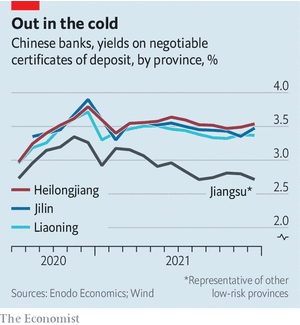 Out in the cold
Chinese banks, yields on negotiable
certificates of deposit, by province, %
4.0
3.5
3.0
2.5
2.0
Heilongjiang
Jilin
Liaoning
Jiangsu*
2020
2021
*Representative of other
low-risk provinces
Sources: Enodo Economics; Wind
The Economist